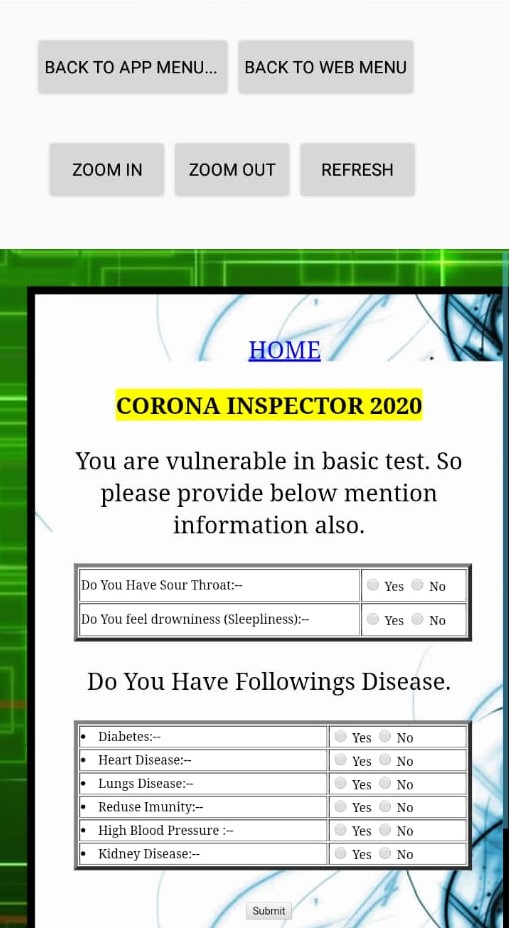 BACK TO APP MENU... BACK TO WEB MENU
ZOOM IN ZOOM OUT REFRESH
HOME
CORONA INSPECTOR 2020
You are vulnerable in basic test. So
please provide below mention
information also.
Do You Have Sour Throat:-- Yes No
Do You feel drowniness (Sleepliness):-- Yes No
Do You Have Followings Disease.
• Diabetes:-- Yes No
• Heart Disease:-- Yes No
• Lungs Disease:-- Yes No
• Reduse Imunity:-- Yes No
• High Blood Pressure :-- Yes No
• Kidney Disease:-- Yes No
Submit